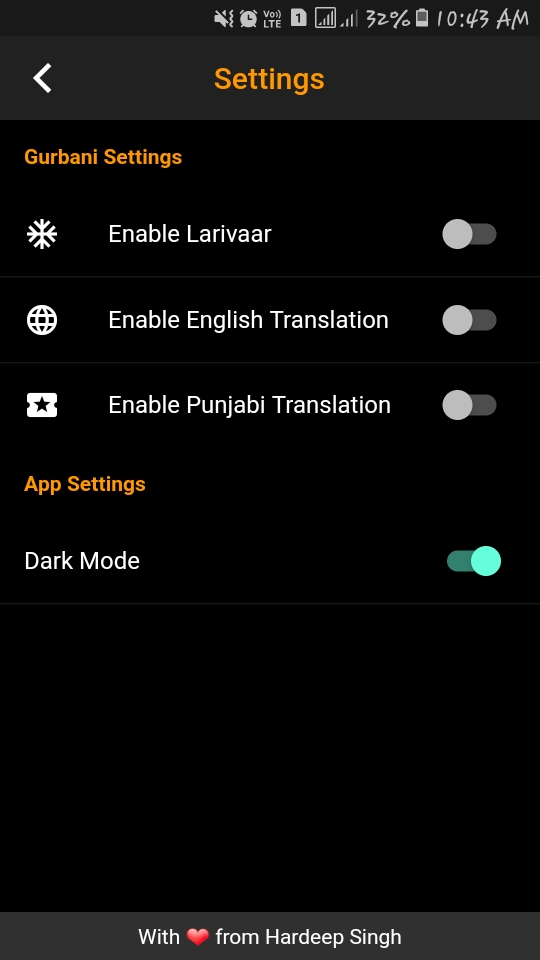 Vo))
LTE
1
32%
10:43 AM
Settings
Gurbani Settings
Enable Larivaar
Enable English Translation
Enable Punjabi Translation
App Settings
Dark Mode
With ❤ from Hardeep Singh